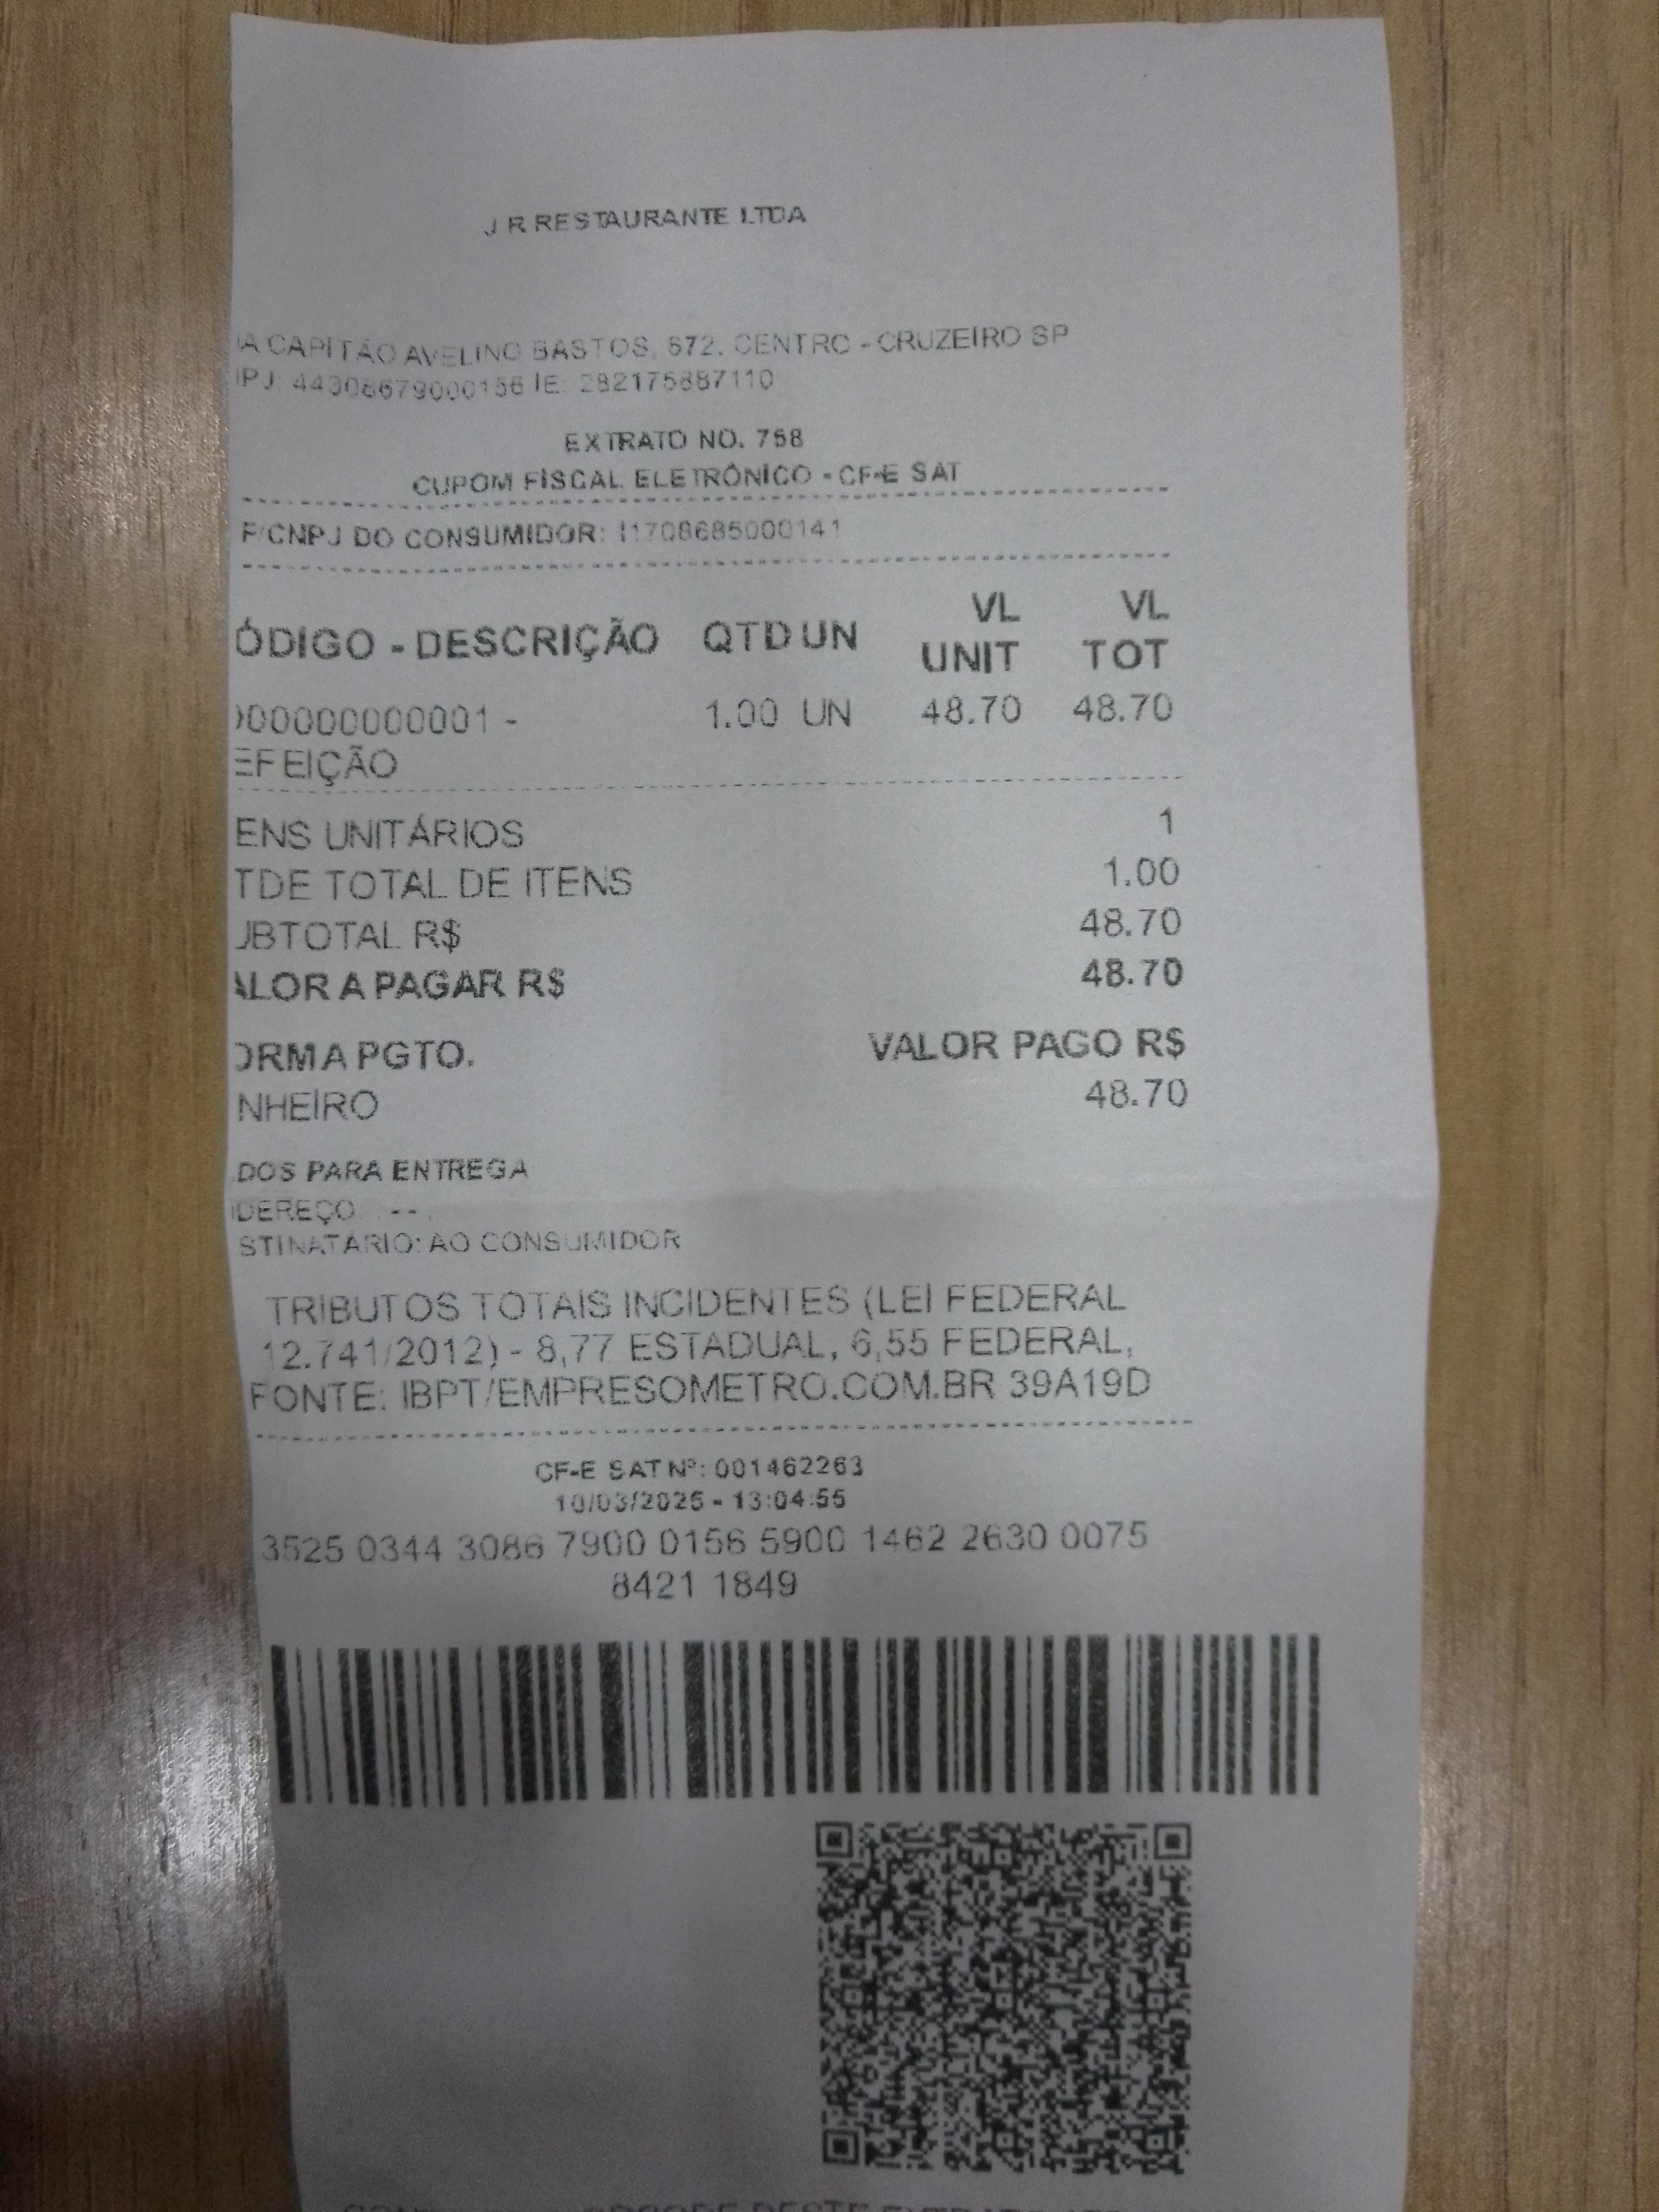 J R RESTAURANTE LTDA
A CAPITÃO AVELINO BASTOS, 672. CENTRO - CRUZEIRO SP
PJ: 44308679000156 IE: 282175887110
EXTRATO NO. 758
CUPOM FISCAL ELETRÔNICO - CF-E SAT
F/CNPJ DO CONSUMIDOR: 11708685000141
ÓDIGO - DESCRIÇÃO QTD UN VL UNIT VL TOT
000000000001 - 1.00 UN 48.70 48.70
EFEIÇÃO
ENS UNITÁRIOS 1
TDE TOTAL DE ITENS 1.00
UBTOTAL R$ 48.70
ALOR A PAGAR R$ 48.70
ORMA PGTO. VALOR PAGO R$
NHEIRO 48.70
DOS PARA ENTREGA
DEREÇO - - ,
STINATÁRIO: AO CONSUMIDOR
TRIBUTOS TOTAIS INCIDENTES (LEI FEDERAL
12.741/2012) - 8,77 ESTADUAL, 6,55 FEDERAL,
FONTE: IBPT/EMPRESOMETRO.COM.BR 39A19D
CF-E SAT Nº: 001462263
10/03/2025 - 13:04:55
3525 0344 3086 7900 0156 5900 1462 2630 0075
8421 1849